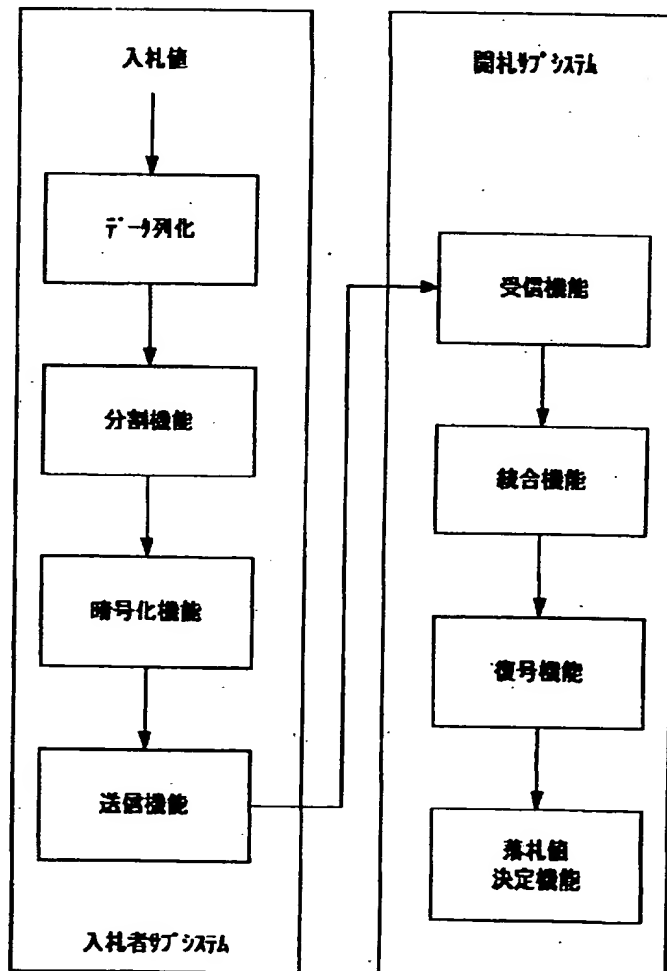 入札値
データ列化
分割機能
暗号化機能
送信機能
入札者サブシステム
開札サブシステム
受信機能
統合機能
復号機能
落札値
決定機能